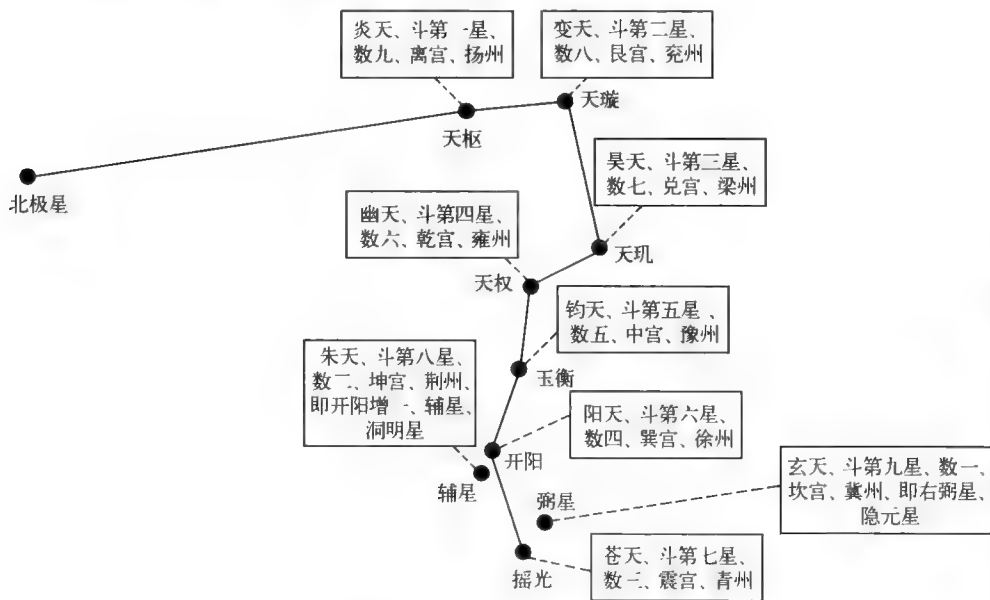 炎天、斗第一星、
数九、离宫、扬州
变天、斗第二星、
数八、艮宫、兖州
天璇
天枢
昊天、斗第三星、
数七、兑宫、梁州
北极星
幽天、斗第四星、
数六、乾宫、雍州
天玑
天权
钧天、斗第五星、
数五、中宫、豫州
朱天、斗第八星、
数二、坤宫、荆州、
即开阳增一、辅星、
洞明星
玉衡
阳天、斗第六星、
数四、巽宫、徐州
开阳
辅星
玄天、斗第九星、数一、
坎宫、冀州、即右弼星、
隐元星
弼星
苍天、斗第七星、
数三、震宫、青州
摇光